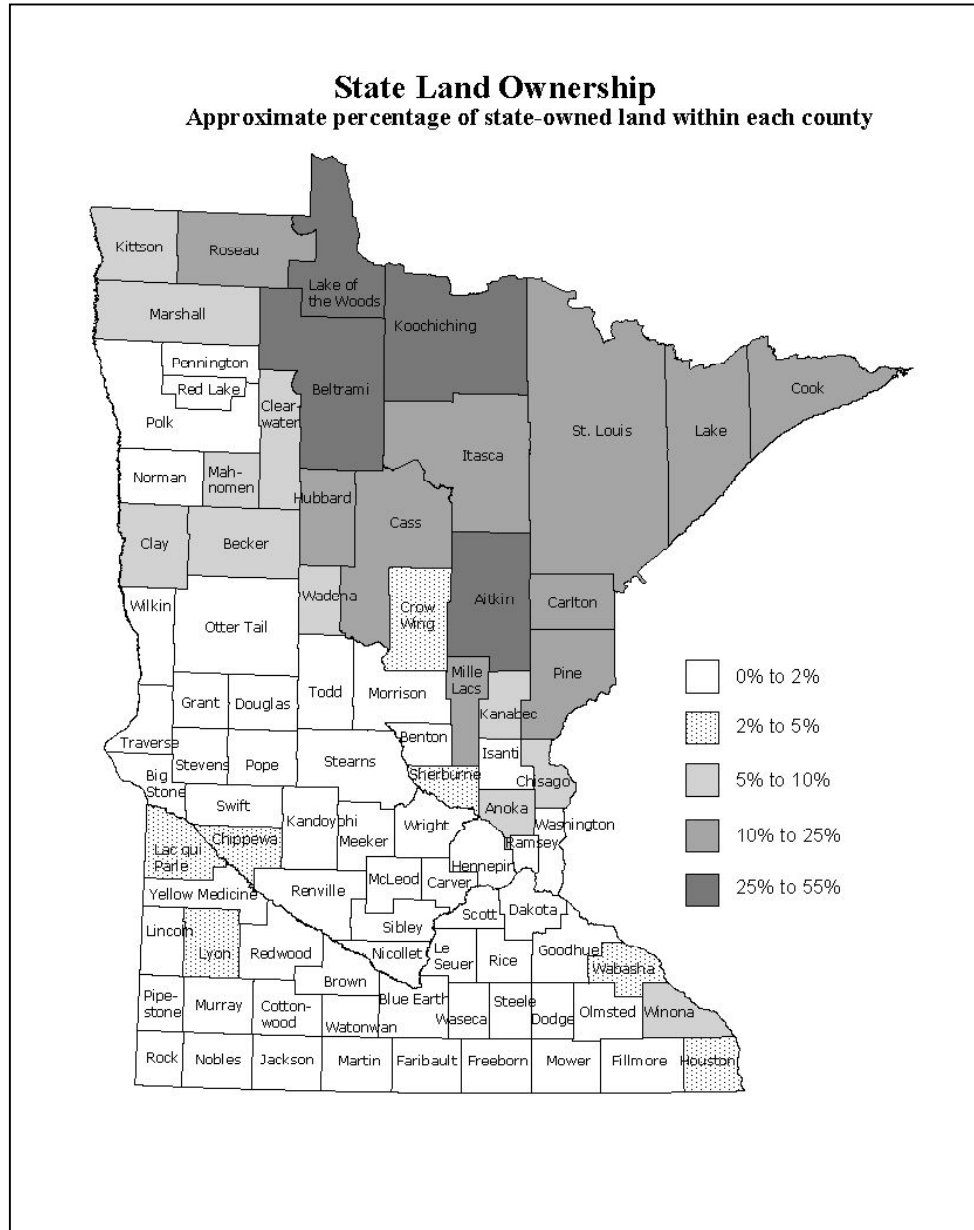 State Land Ownership
Approximate percentage of state-owned land within each county
Kittson
Roseau
Lake of
the Woods
Koochiching
Marshall
Pennington
Red Lake
Polk
Clear-
water
Beltrami
St. Louis
Lake
Cook
Itasca
Norman
Mah-
nomen
Hubbard
Cass
Clay
Becker
Wadena
Crow
Wing
Aitkin
Carlton
Wilkin
Otter Tail
Pine
Mille
Lacs
Kanabec
Grant
Douglas
Todd
Morrison
Traverse
Stevens
Pope
Stearns
Benton
Isanti
Sherburne
Chisago
Big
Stone
Swift
Kandoyphi
Meeker
Wright
Anoka
Washington
Ramsey
Hennepin
Lac qui
Parle
Chippewa
Renville
McLeod
Carver
Yellow Medicine
Scott
Dakota
Sibley
Lincoln
Lyon
Redwood
Nicollet
Le
Seuer
Rice
Goodhue
Wabasha
Brown
Pipe-
stone
Murray
Cotton-
wood
Watonwan
Blue Earth
Waseca
Steele
Dodge
Olmsted
Winona
Rock
Nobles
Jackson
Martin
Faribault
Freeborn
Mower
Fillmore
Houston
0% to 2%
2% to 5%
5% to 10%
10% to 25%
25% to 55%